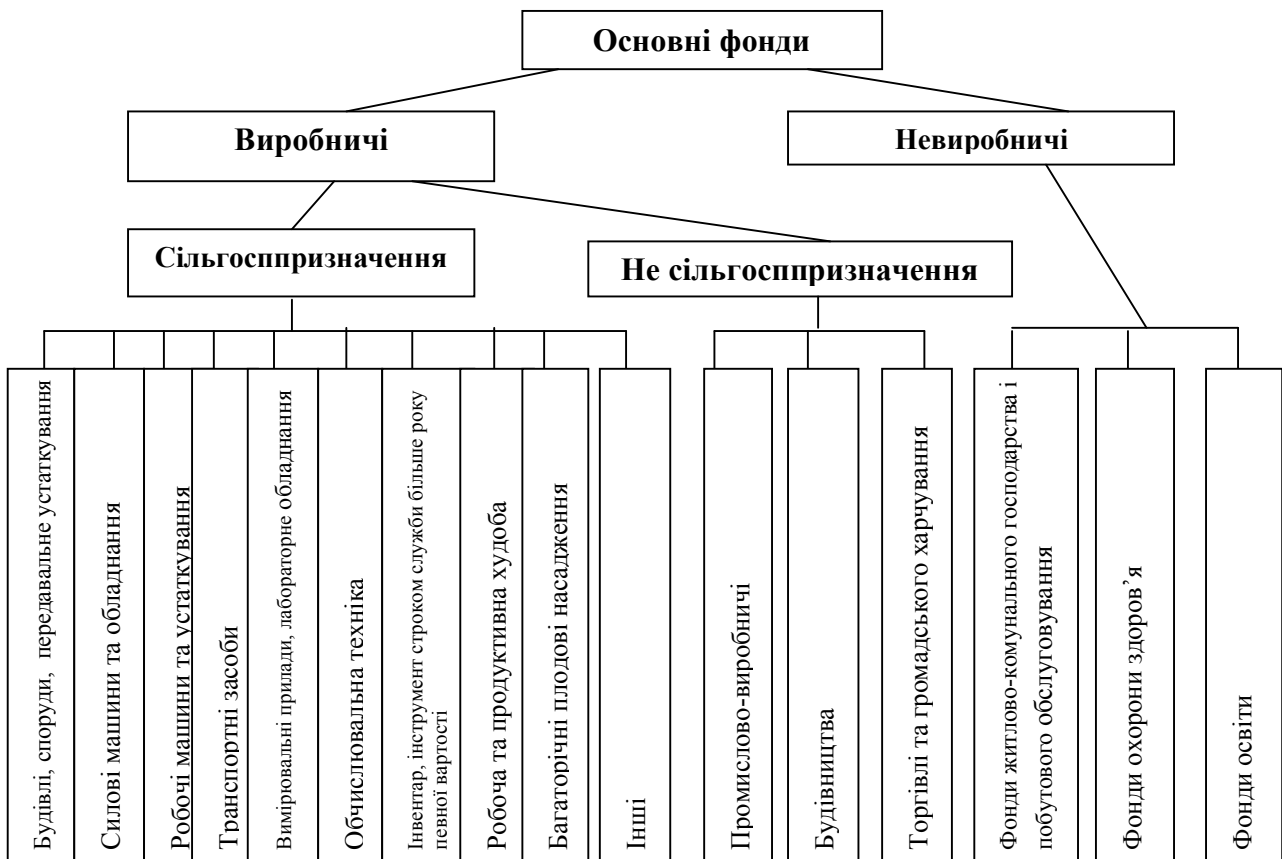 Основні фонди
Виробничі
Невиробничі
Сільгосппризначення
Не сільгосппризначення
Будівлі, споруди, передавальне устаткування
Силові машини та обладнання
Робочі машини та устаткування
Транспортні засоби
Вимірювальні прилади, лабораторне обладнання
Обчислювальна техніка
Інвентар, інструмент строком служби більше року
певної вартості
Робоча та продуктивна худоба
Багаторічні плодові насадження
Інші
Промислово-виробничі
Будівництва
Торгівлі та громадського харчування
Фонди житлово-комунального господарства і
побутового обслуговування
Фонди охорони здоров’я
Фонди освіти